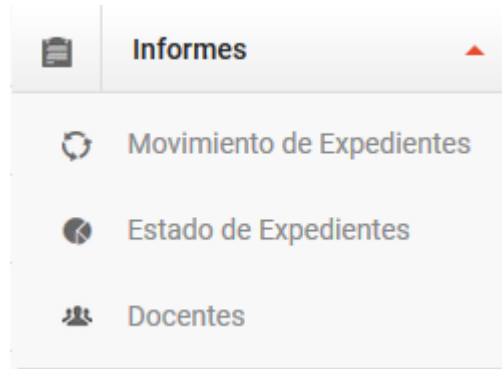 Informes
Movimiento de Expedientes
Estado de Expedientes
Docentes